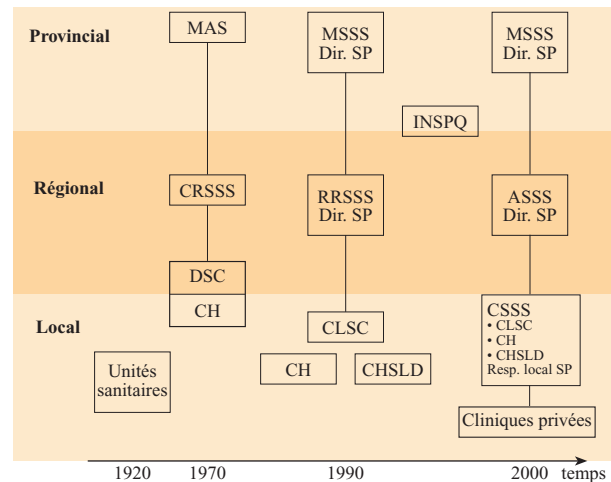 Provincial
MAS
MSSS
Dir. SP
MSSS
Dir. SP
INSPQ
Régional
CRSSS
RRSSS
Dir. SP
ASSS
Dir. SP
DSC
CH
Local
CLSC
CSSS
• CLSC
• CH
• CHSLD
Resp. local SP
Unités
sanitaires
CH
CHSLD
Cliniques privées
1920
1970
1990
2000
temps